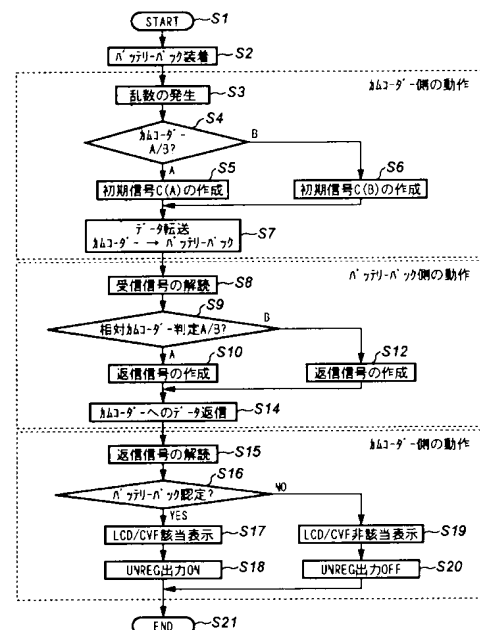 START S1
バッテリーパック装着 S2
カムコーダー側の動作
乱数の発生 S3
カムコーダー A/B? S4
A
B
初期信号C(A)の作成 S5
初期信号C(B)の作成 S6
データ転送
カムコーダー → バッテリーパック S7
バッテリーパック側の動作
受信信号の解読 S8
相対カムコーダー判定A/B? S9
A
B
返信信号の作成 S10
返信信号の作成 S12
カムコーダーへのデータ返信 S14
カムコーダー側の動作
返信信号の解読 S15
バッテリーパック認定? S16
YES
NO
LCD/CVF該当表示 S17
LCD/CVF非該当表示 S19
UNREG出力ON S18
UNREG出力OFF S20
END S21